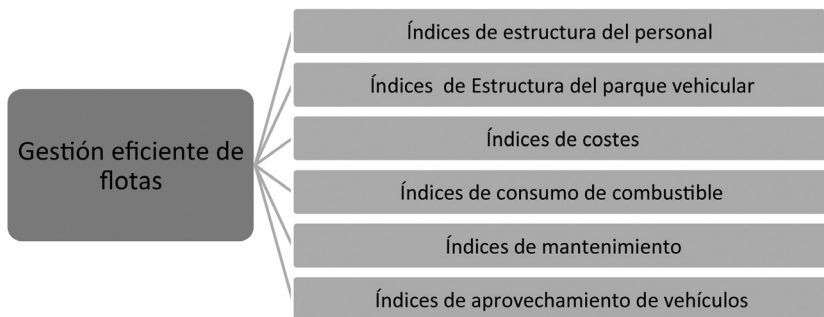 Gestión eficiente de
flotas
Índices de estructura del personal
Índices de Estructura del parque vehicular
Índices de costes
Índices de consumo de combustible
Índices de mantenimiento
Índices de aprovechamiento de vehículos